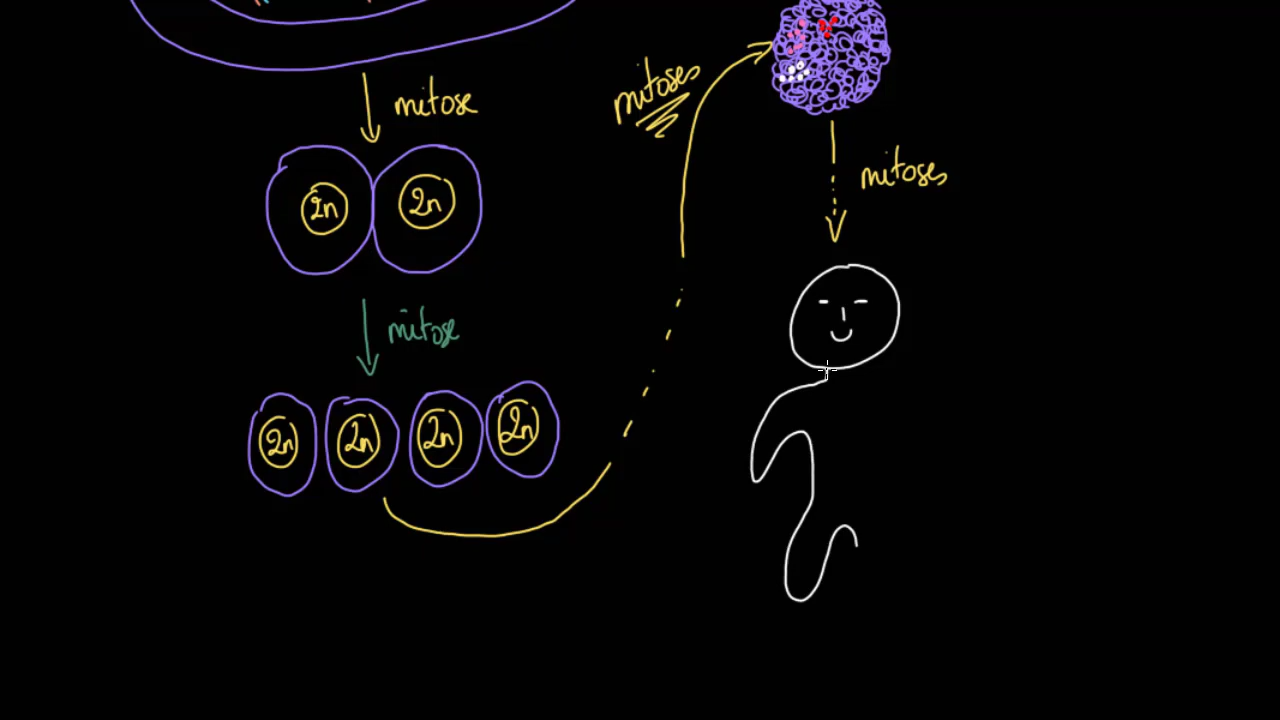 mitose
2n 2n
mitose
2n 2n 2n 2n
mitoses
mitoses